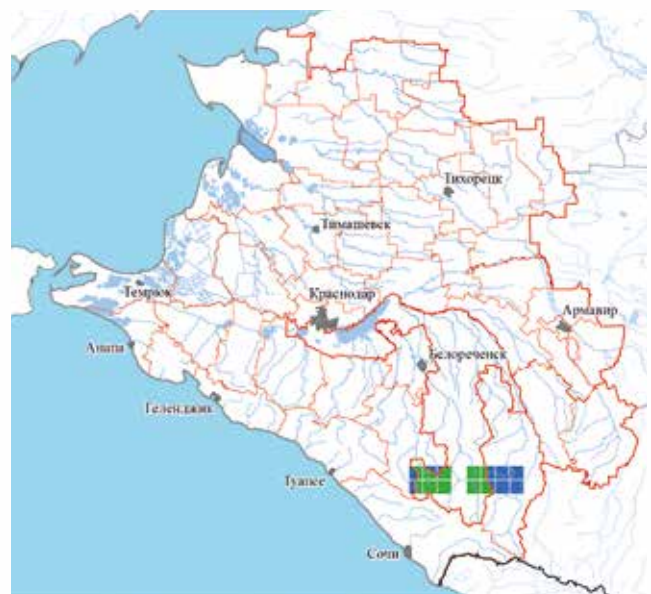 Тихорецк
Тимашевск
Темрюк
Краснодар
Армавир
Анапа
Белореченск
Геленджик
Туапсе
Сочи